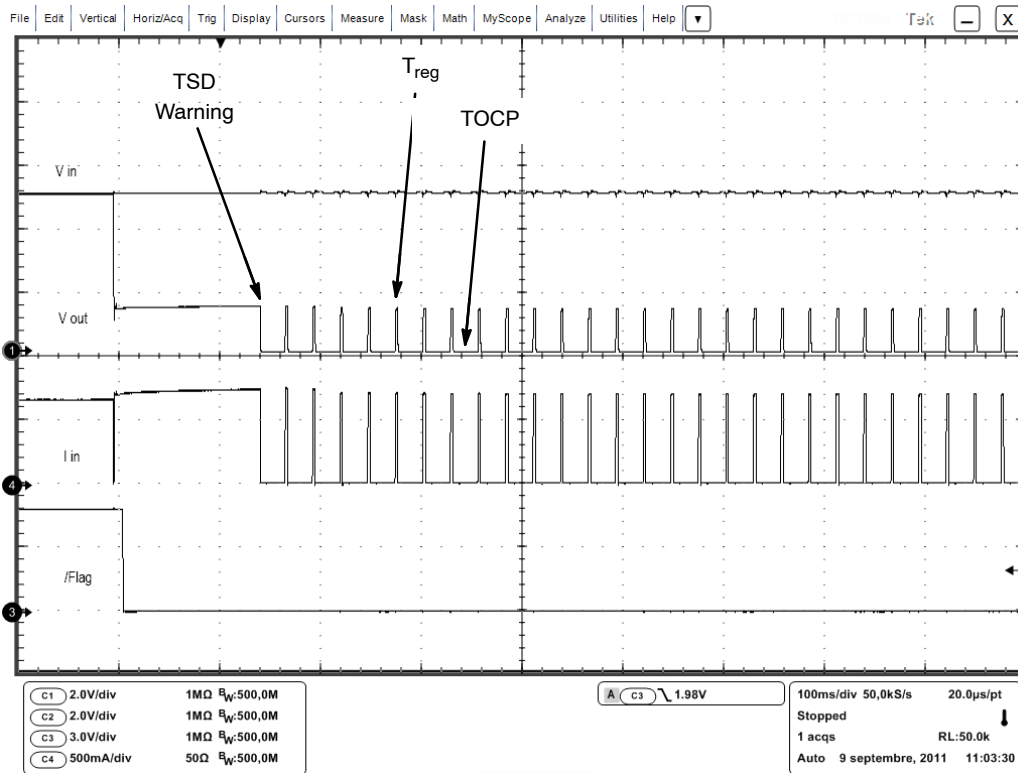 File Edit Vertical Horiz/Acq Trig Display Cursors Measure Mask Math MyScope Analyze Utilities Help ▼ Tek X
TSD
Warning
Treg
TOCP
V in
V out
1
I in
4
/Flag
3
C1 2.0V/div 1MΩ BW:500,0M
C2 2.0V/div 1MΩ BW:500,0M
C3 3.0V/div 1MΩ BW:500,0M
C4 500mA/div 50Ω BW:500,0M
A C3 1.98V
100ms/div 50,0kS/s 20.0µs/pt
Stopped
1 acqs RL:50.0k
Auto 9 septembre, 2011 11:03:30